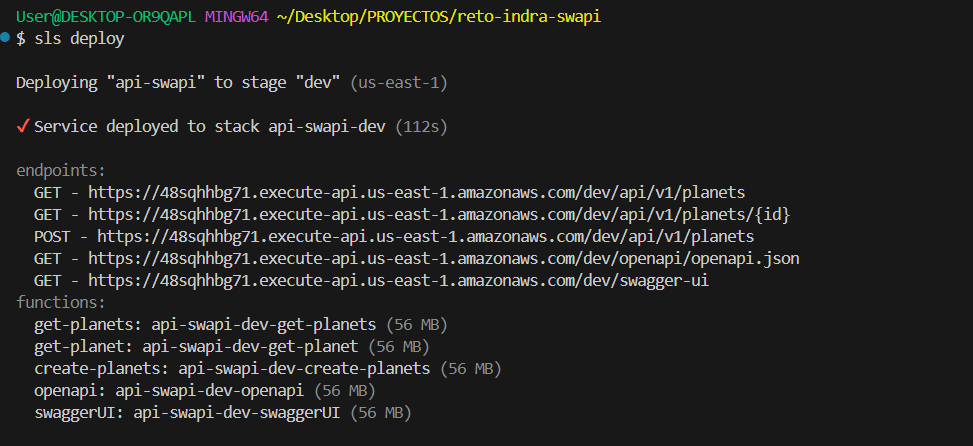 User@DESKTOP-OR9QAPL MINGW64 ~/Desktop/PROYECTOS/reto-indra-swapi
$ sls deploy
Deploying "api-swapi" to stage "dev" (us-east-1)
✔ Service deployed to stack api-swapi-dev (112s)
endpoints:
GET - https://48sqhhbg71.execute-api.us-east-1.amazonaws.com/dev/api/v1/planets
GET - https://48sqhhbg71.execute-api.us-east-1.amazonaws.com/dev/api/v1/planets/{id}
POST - https://48sqhhbg71.execute-api.us-east-1.amazonaws.com/dev/api/v1/planets
GET - https://48sqhhbg71.execute-api.us-east-1.amazonaws.com/dev/openapi/openapi.json
GET - https://48sqhhbg71.execute-api.us-east-1.amazonaws.com/dev/swagger-ui
functions:
get-planets: api-swapi-dev-get-planets (56 MB)
get-planet: api-swapi-dev-get-planet (56 MB)
create-planets: api-swapi-dev-create-planets (56 MB)
openapi: api-swapi-dev-openapi (56 MB)
swaggerUI: api-swapi-dev-swaggerUI (56 MB)